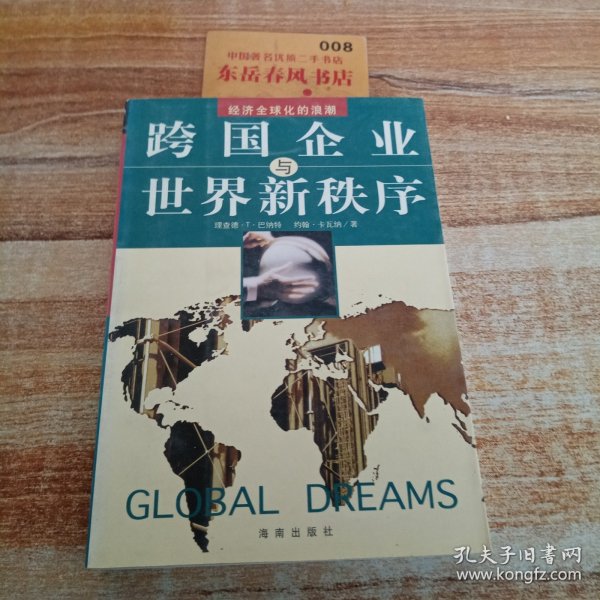 008
中国著名优质二手书店
东岳春风书店
经济全球化的浪潮
跨国企业
与
世界新秩序
理查德·T·巴纳特 约翰·卡瓦纳/著
GLOBAL DREAMS
海南出版社
孔夫子旧书网
www.kongfz.com